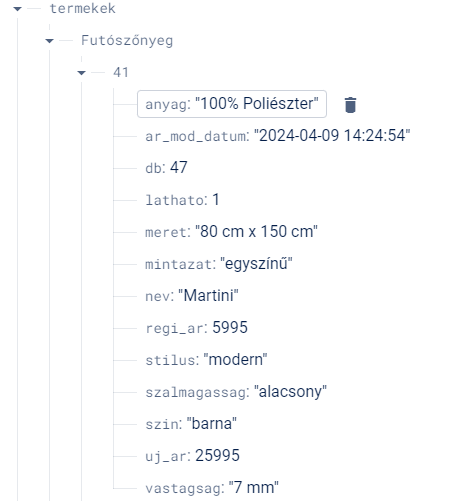 termekek
Futószőnyeg
41
anyag: "100% Poliészter"
ar_mod_datum: "2024-04-09 14:24:54"
db: 47
lathato: 1
meret: "80 cm x 150 cm"
mintazat: "egyszínű"
nev: "Martini"
regi_ar: 5995
stilus: "modern"
szalmagassag: "alacsony"
szin: "barna"
uj_ar: 25995
vastagsag: "7 mm"